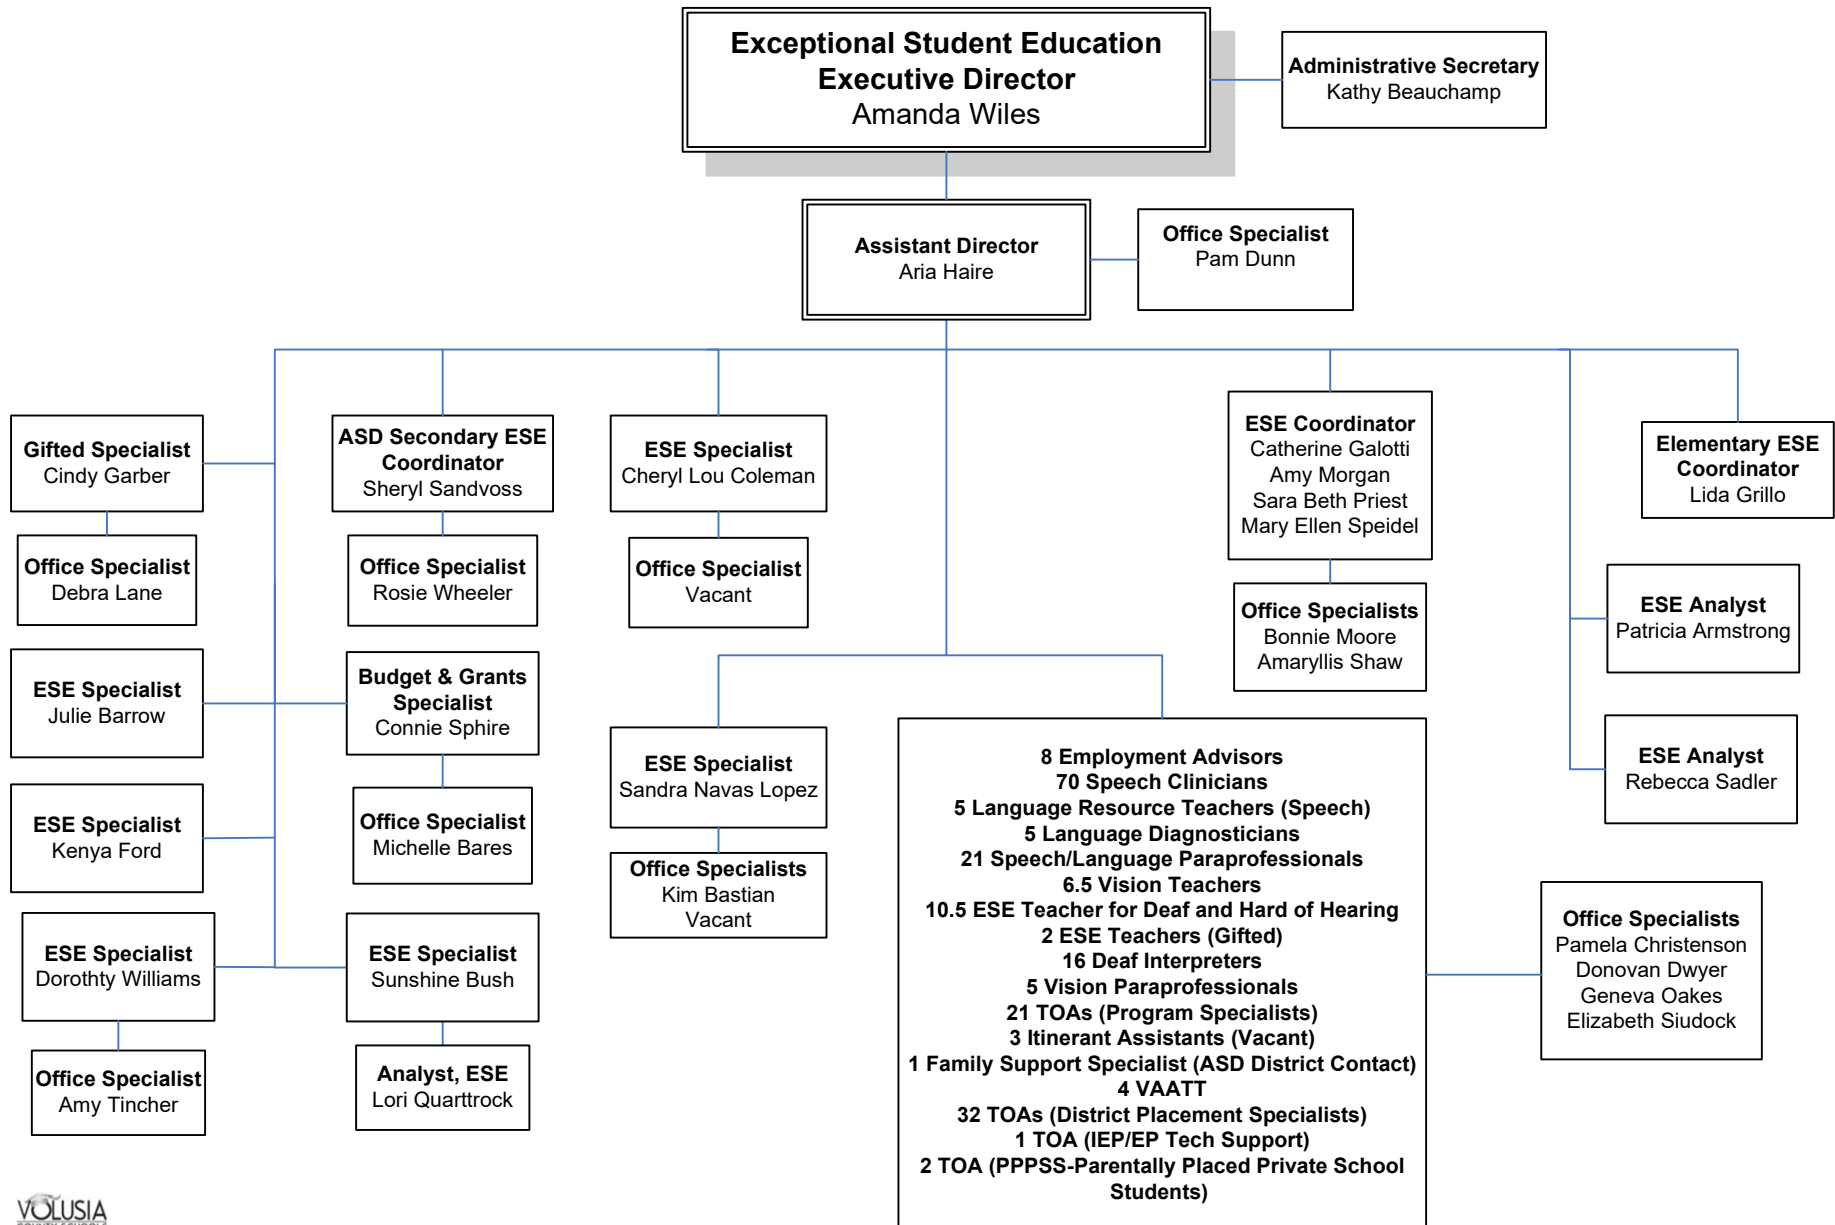 Exceptional Student Education
Executive Director
Amanda Wiles
Administrative Secretary
Kathy Beauchamp
Assistant Director
Aria Haire
Office Specialist
Pam Dunn
Gifted Specialist
Cindy Garber
ASD Secondary ESE
Coordinator
Sheryl Sandvoss
ESE Specialist
Cheryl Lou Coleman
ESE Coordinator
Catherine Galotti
Amy Morgan
Sara Beth Priest
Mary Ellen Speidel
Elementary ESE
Coordinator
Lida Grillo
Office Specialist
Debra Lane
Office Specialist
Rosie Wheeler
Office Specialist
Vacant
Office Specialists
Bonnie Moore
Amaryllis Shaw
ESE Analyst
Patricia Armstrong
ESE Specialist
Julie Barrow
Budget & Grants
Specialist
Connie Sphire
ESE Specialist
Sandra Navas Lopez
ESE Analyst
Rebecca Sadler
ESE Specialist
Kenya Ford
Office Specialist
Michelle Bares
Office Specialists
Kim Bastian
Vacant
8 Employment Advisors
70 Speech Clinicians
5 Language Resource Teachers (Speech)
5 Language Diagnosticians
21 Speech/Language Paraprofessionals
6.5 Vision Teachers
10.5 ESE Teacher for Deaf and Hard of Hearing
2 ESE Teachers (Gifted)
16 Deaf Interpreters
5 Vision Paraprofessionals
21 TOAs (Program Specialists)
3 Itinerant Assistants (Vacant)
1 Family Support Specialist (ASD District Contact)
4 VAATT
32 TOAs (District Placement Specialists)
1 TOA (IEP/EP Tech Support)
2 TOA (PPPSS-Parentally Placed Private School
Students)
Office Specialists
Pamela Christenson
Donovan Dwyer
Geneva Oakes
Elizabeth Siudock
ESE Specialist
Dorothty Williams
ESE Specialist
Sunshine Bush
Office Specialist
Amy Tincher
Analyst, ESE
Lori Quarttrock
VOLUSIA
COUNTY SCHOOLS